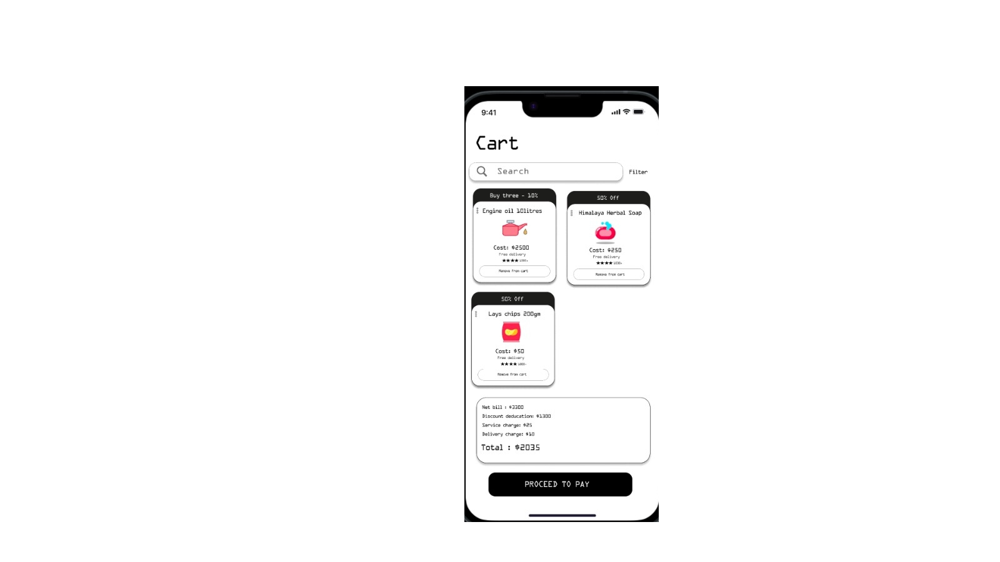 9:41
Cart
Search
Filter
Buy three - 10%
Engine oil 10litres
Cost: $2500
Free delivery
★★★★ 1000+
Remove from cart
50% Off
Himalaya Herbal Soap
Cost: $250
Free delivery
★★★★ 1000+
Remove from cart
50% Off
Lays chips 200gm
Cost: $50
Free delivery
★★★★ 1000+
Remove from cart
Net bill : $3300
Discount deducation: $1300
Service charge: $25
Delivery charge: $10
Total : $2035
PROCEED TO PAY